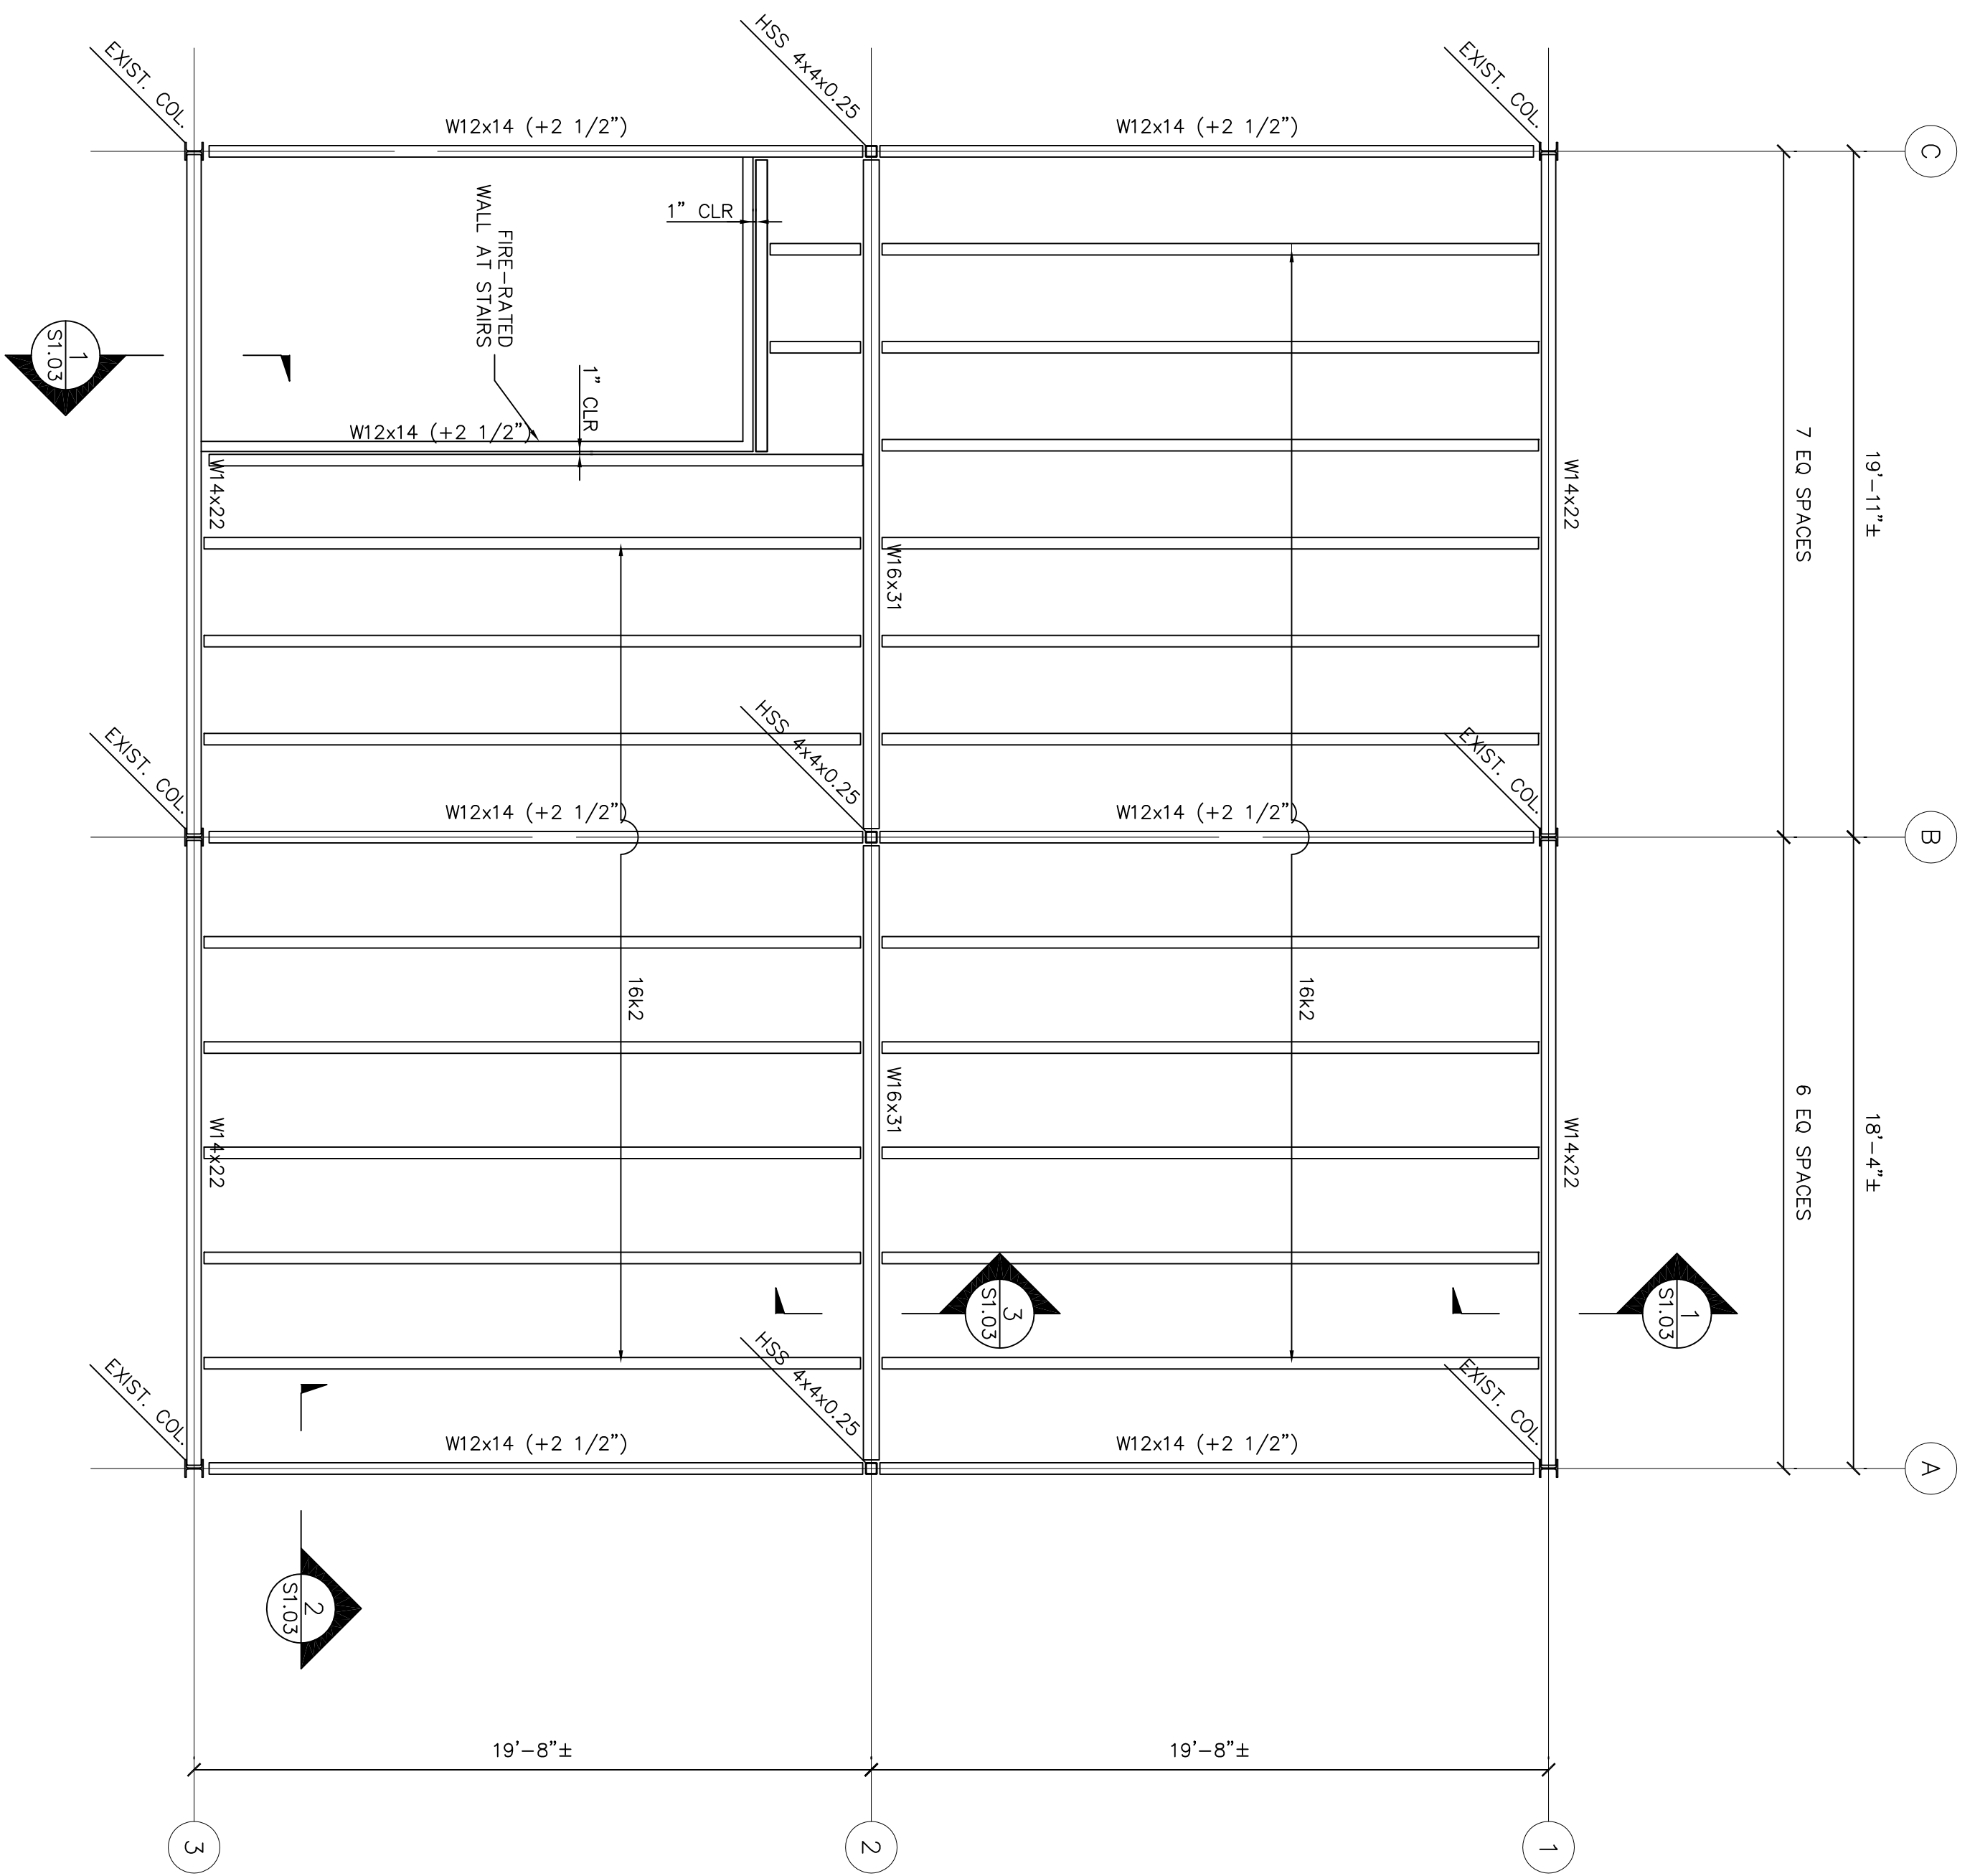 HSS 4x4x0.25
EXIST. COL.
EXIST. COL.
W12x14 (+2 1/2")
W12x14 (+2 1/2")
C
1" CLR
FIRE-RATED
WALL AT STAIRS
1
S1.03
1" CLR
W12x14 (+2 1/2")
W14x22
W16x31
W14x22
7 EQ SPACES
19'-11"±
HSS 4x4x0.25
EXIST. COL.
EXIST. COL.
W12x14 (+2 1/2")
W12x14 (+2 1/2")
B
16k2
16k2
W14x22
W16x31
W14x22
6 EQ SPACES
18'-4"±
3
S1.03
1
S1.03
HSS 4x4x0.25
EXIST. COL.
EXIST. COL.
W12x14 (+2 1/2")
W12x14 (+2 1/2")
A
2
S1.03
19'-8"±
19'-8"±
3
2
1